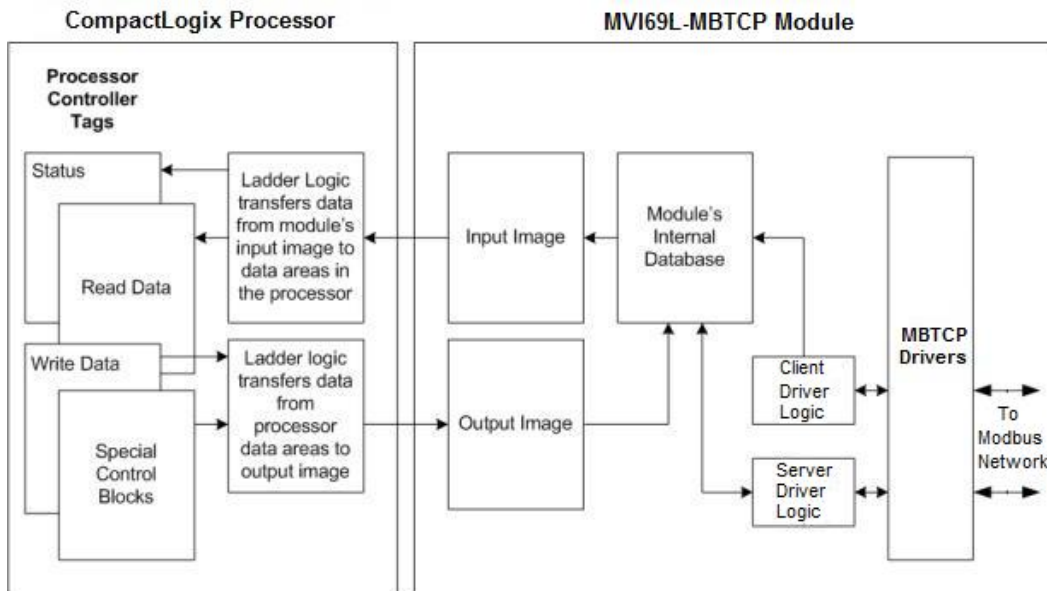 CompactLogix Processor
MVI69L-MBTCP Module
Processor
Controller
Tags
Status
Read Data
Ladder Logic
transfers data
from module's
input image to
data areas in
the processor
Input Image
Module's
Internal
Database
MBTCP
Drivers
Write Data
Special
Control
Blocks
Ladder logic
transfers data
from
processor
data areas to
output image
Output Image
Client
Driver
Logic
Server
Driver
Logic
To
Modbus
Network